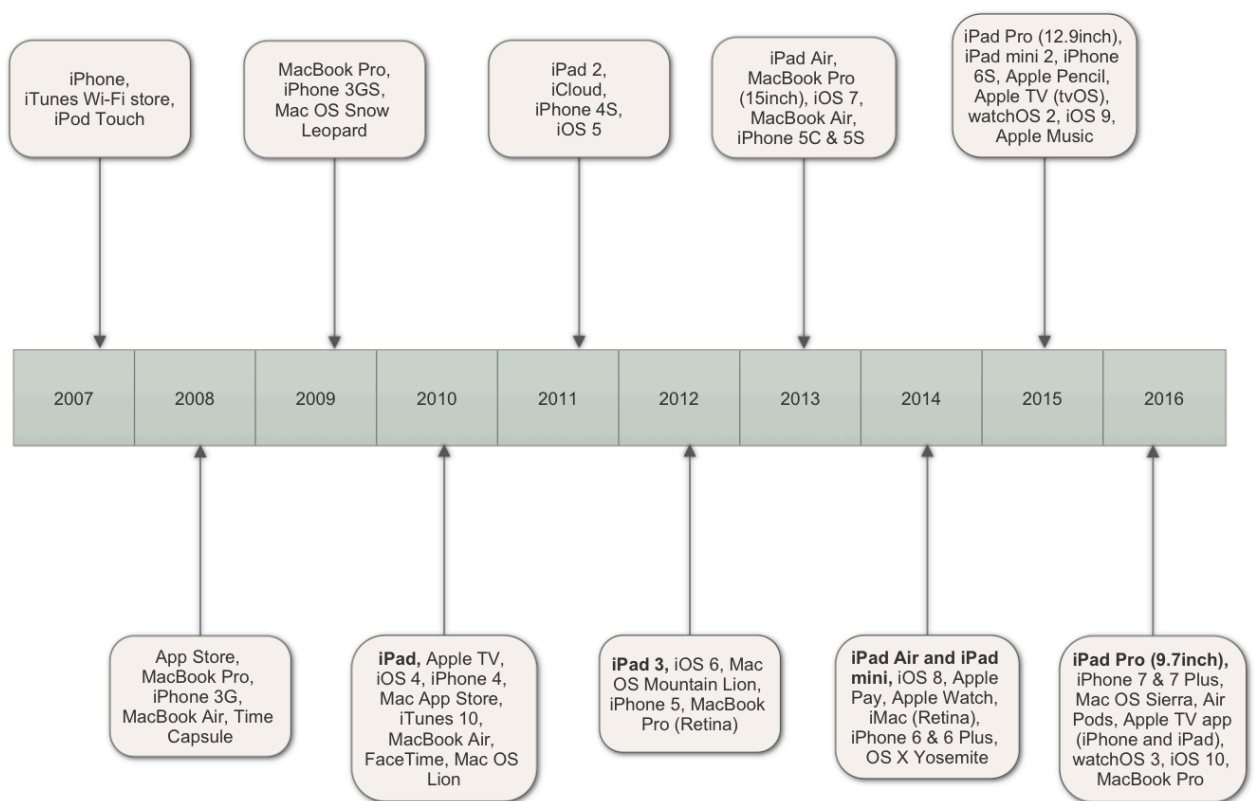 iPhone,
iTunes Wi-Fi store,
iPod Touch
MacBook Pro,
iPhone 3GS,
Mac OS Snow
Leopard
iPad 2,
iCloud,
iPhone 4S,
iOS 5
iPad Air,
MacBook Pro
(15inch), iOS 7,
MacBook Air,
iPhone 5C & 5S
iPad Pro (12.9inch),
iPad mini 2, iPhone
6S, Apple Pencil,
Apple TV (tvOS),
watchOS 2, iOS 9,
Apple Music
2007 2008 2009 2010 2011 2012 2013 2014 2015 2016
App Store,
MacBook Pro,
iPhone 3G,
MacBook Air, Time
Capsule
iPad, Apple TV,
iOS 4, iPhone 4,
Mac App Store,
iTunes 10,
MacBook Air,
FaceTime, Mac OS
Lion
iPad 3, iOS 6, Mac
OS Mountain Lion,
iPhone 5, MacBook
Pro (Retina)
iPad Air and iPad
mini, iOS 8, Apple
Pay, Apple Watch,
iMac (Retina),
iPhone 6 & 6 Plus,
OS X Yosemite
iPad Pro (9.7inch),
iPhone 7 & 7 Plus,
Mac OS Sierra, Air
Pods, Apple TV app
(iPhone and iPad),
watchOS 3, iOS 10,
MacBook Pro